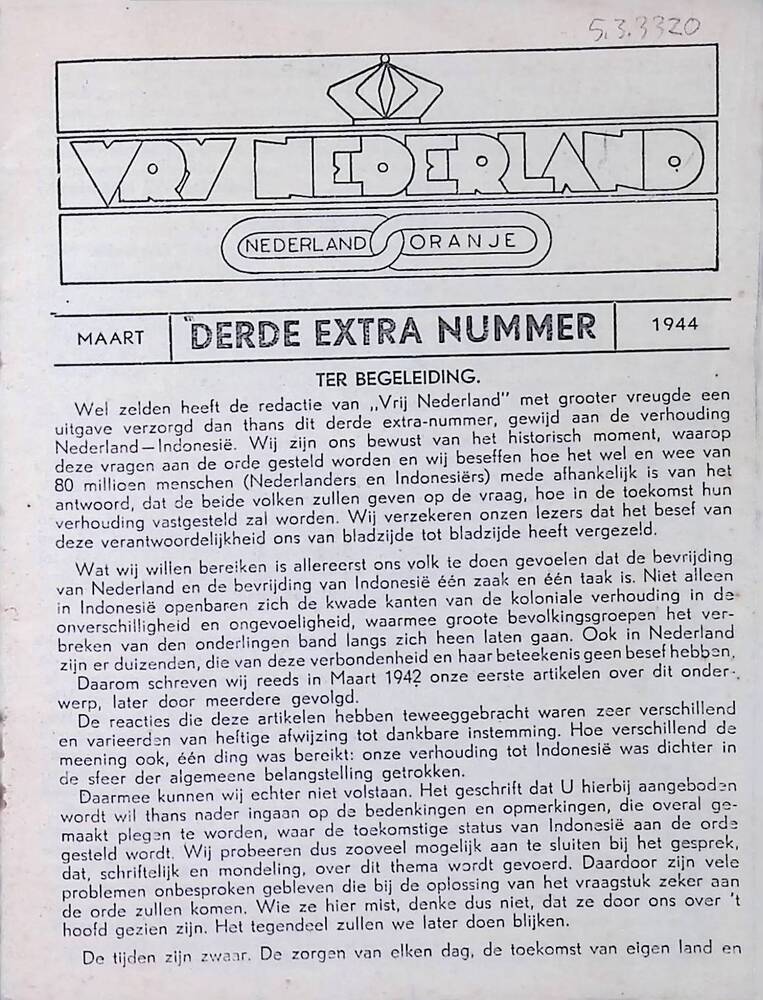 5.3.3320
VRY NEDERLAND
NEDERLAND ORANJE
MAART "DERDE EXTRA NUMMER 1944
TER BEGELEIDING.
Wel zelden heeft de redactie van „Vrij Nederland" met grooter vreugde een
uitgave verzorgd dan thans dit derde extra-nummer, gewijd aan de verhouding
Nederland—Indonesië. Wij zijn ons bewust van het historisch moment, waarop
deze vragen aan de orde gesteld worden en wij beseffen hoe het wel en wee van
80 millioen menschen (Nederlanders en Indonesiërs) mede afhankelijk is van het
antwoord, dat de beide volken zullen geven op de vraag, hoe in de toekomst hun
verhouding vastgesteld zal worden. Wij verzekeren onzen lezers dat het besef van
deze verantwoordelijkheid ons van bladzijde tot bladzijde heeft vergezeld.
Wat wij willen bereiken is allereerst ons volk te doen gevoelen dat de bevrijding
van Nederland en de bevrijding van Indonesië één zaak en één taak is. Niet alleen
in Indonesië openbaren zich de kwade kanten van de koloniale verhouding in de
onverschilligheid en ongevoeligheid, waarmee groote bevolkingsgroepen het ver-
breken van den onderlingen band langs zich heen laten gaan. Ook in Nederland
zijn er duizenden, die van deze verbondenheid en haar beteekenis geen besef hebben.
Daarom schreven wij reeds in Maart 1942 onze eerste artikelen over dit onder-
werp, later door meerdere gevolgd.
De reacties die deze artikelen hebben teweeggebracht waren zeer verschillend
en varieerden van heftige afwijzing tot dankbare instemming. Hoe verschillend de
meening ook, één ding was bereikt: onze verhouding tot Indonesië was dichter in
de sfeer der algemeene belangstelling getrokken.
Daarmee kunnen wij echter niet volstaan. Het geschrift dat U hierbij aangeboden
wordt wil thans nader ingaan op de bedenkingen en opmerkingen, die overal ge-
maakt plegen te worden, waar de toekomstige status van Indonesië aan de orde
gesteld wordt. Wij probeeren dus zooveel mogelijk aan te sluiten bij het gesprek,
dat, schriftelijk en mondeling, over dit thema wordt gevoerd. Daardoor zijn vele
problemen onbesproken gebleven die bij de oplossing van het vraagstuk zeker aan
de orde zullen komen. Wie ze hier mist, denke dus niet, dat ze door ons over 't
hoofd gezien zijn. Het tegendeel zullen we later doen blijken.
De tijden zijn zwaar. De zorgen van elken dag, de toekomst van eigen land en